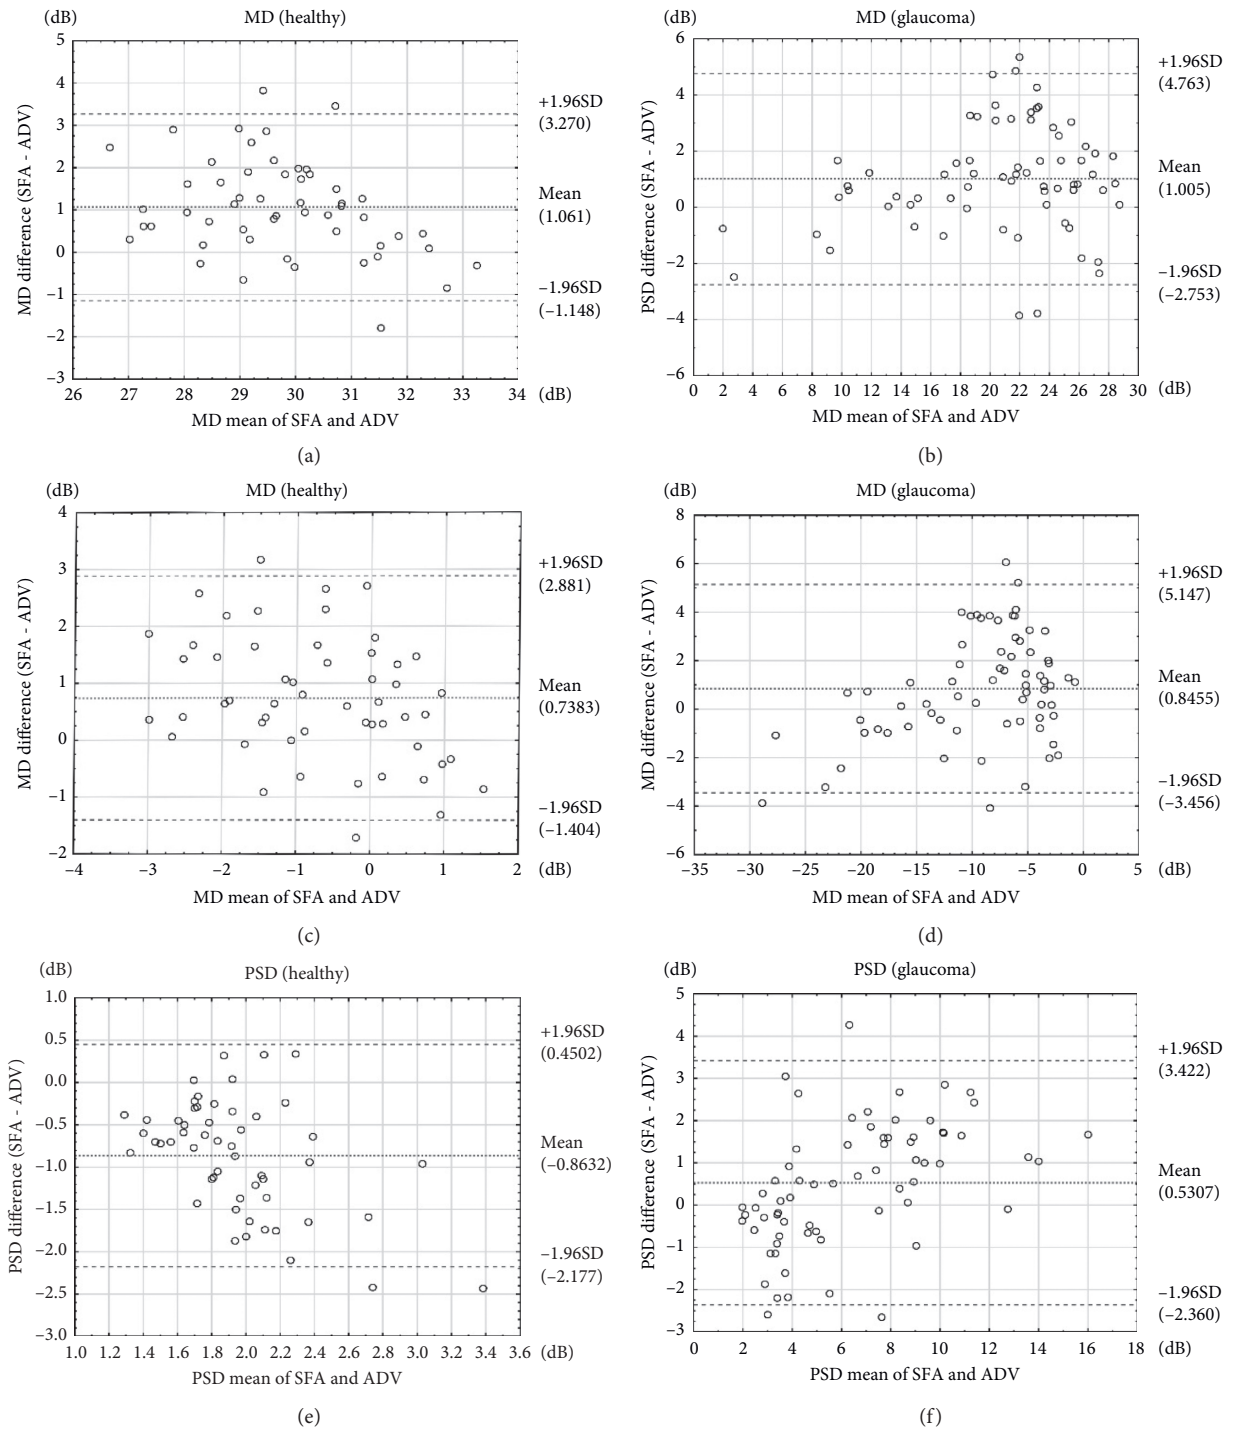 (dB)
MD (healthy)
5
4
3
2
1
0
−1
−2
−3
MD difference (SFA - ADV)
+1.96SD
(3.270)
Mean
(1.061)
−1.96SD
(−1.148)
26 27 28 29 30 31 32 33 34 (dB)
MD mean of SFA and ADV
(a)
(dB)
MD (glaucoma)
6
4
2
0
−2
−4
−6
PSD difference (SFA - ADV)
+1.96SD
(4.763)
Mean
(1.005)
−1.96SD
(−2.753)
0 2 4 6 8 10 12 14 16 18 20 22 24 26 28 30 (dB)
MD mean of SFA and ADV
(b)
(dB)
MD (healthy)
4
3
2
1
0
−1
−2
MD difference (SFA - ADV)
+1.96SD
(2.881)
Mean
(0.7383)
−1.96SD
(−1.404)
−4 −3 −2 −1 0 1 2 (dB)
MD mean of SFA and ADV
(c)
(dB)
MD (glaucoma)
8
6
4
2
0
−2
−4
−6
MD difference (SFA - ADV)
+1.96SD
(5.147)
Mean
(0.8455)
−1.96SD
(−3.456)
−35 −30 −25 −20 −15 −10 −5 0 5 (dB)
MD mean of SFA and ADV
(d)
(dB)
PSD (healthy)
1.0
0.5
0.0
−0.5
−1.0
−1.5
−2.0
−2.5
−3.0
PSD difference (SFA - ADV)
+1.96SD
(0.4502)
Mean
(−0.8632)
−1.96SD
(−2.177)
1.0 1.4 1.6 1.8 2.0 2.2 2.4 2.6 2.8 3.0 3.2 3.4 3.6 (dB)
PSD mean of SFA and ADV
(e)
(dB)
PSD (glaucoma)
5
4
3
2
1
0
−1
−2
−3
PSD difference (SFA - ADV)
+1.96SD
(3.422)
Mean
(0.5307)
−1.96SD
(−2.360)
0 2 4 6 8 10 12 14 16 18 (dB)
PSD mean of SFA and ADV
(f)